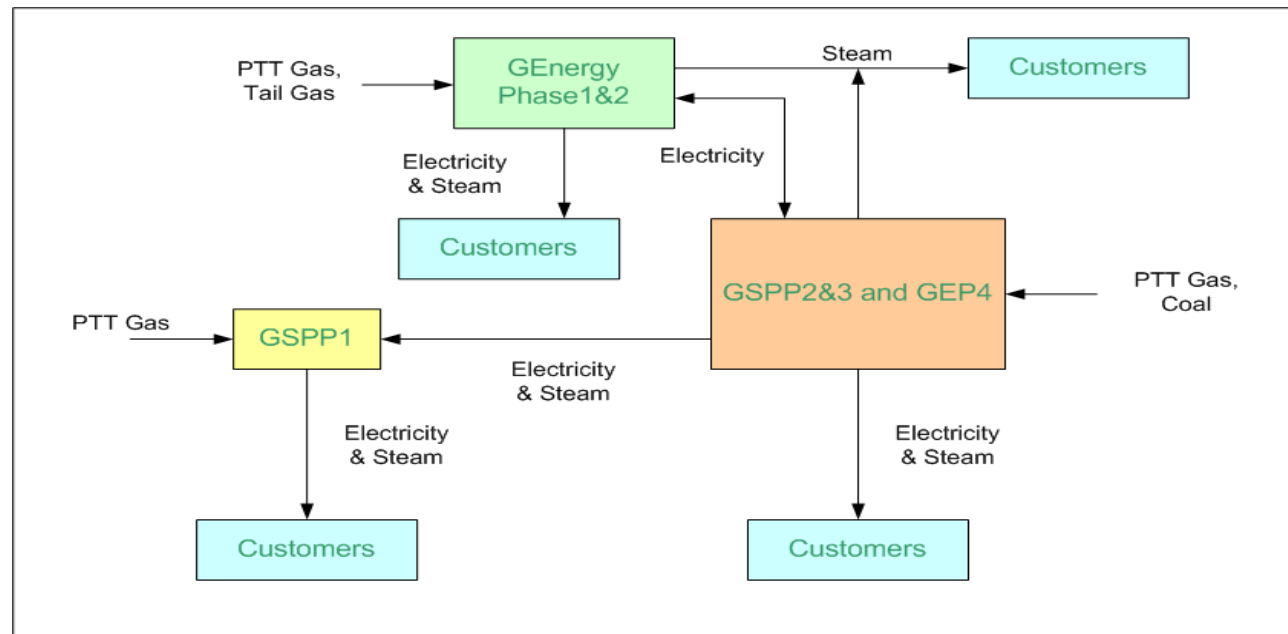 PTT Gas,
Tail Gas
GEnergy
Phase1&2
Steam
Customers
Electricity
& Steam
Electricity
Customers
GSPP2&3 and GEP4
PTT Gas,
Coal
PTT Gas
GSPP1
Electricity
& Steam
Electricity
& Steam
Electricity
& Steam
Customers
Customers